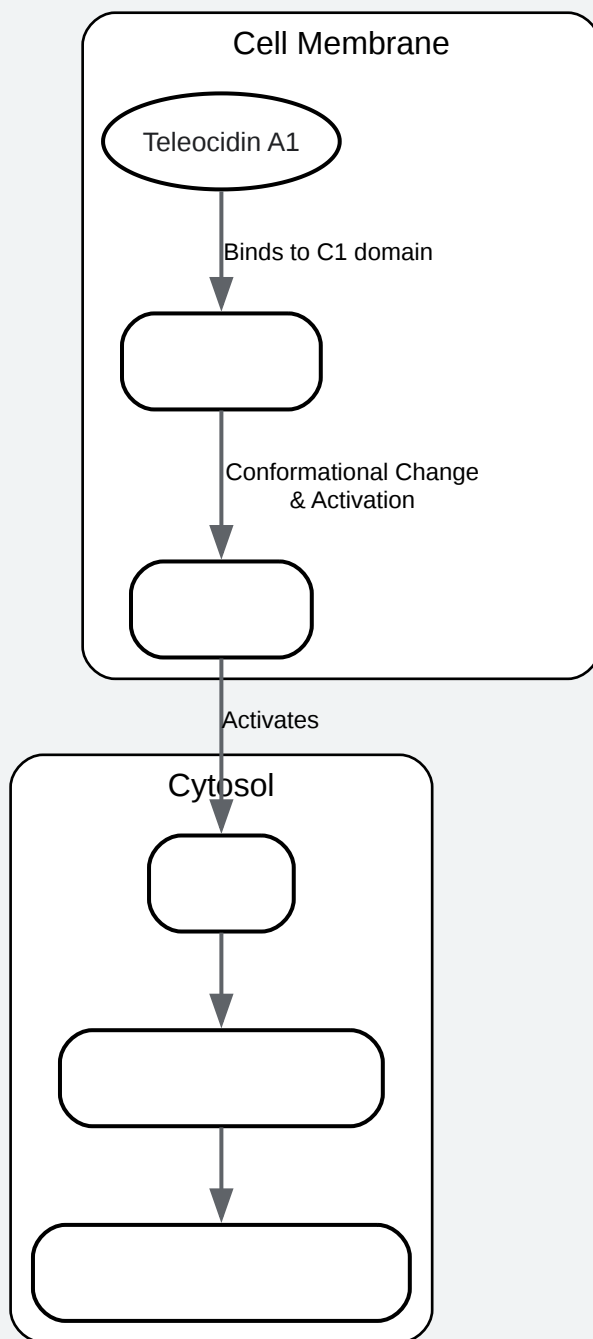 Cell Membrane
Teleocidin A1
Binds to C1 domain
Conformational Change
& Activation
Activates
Cytosol